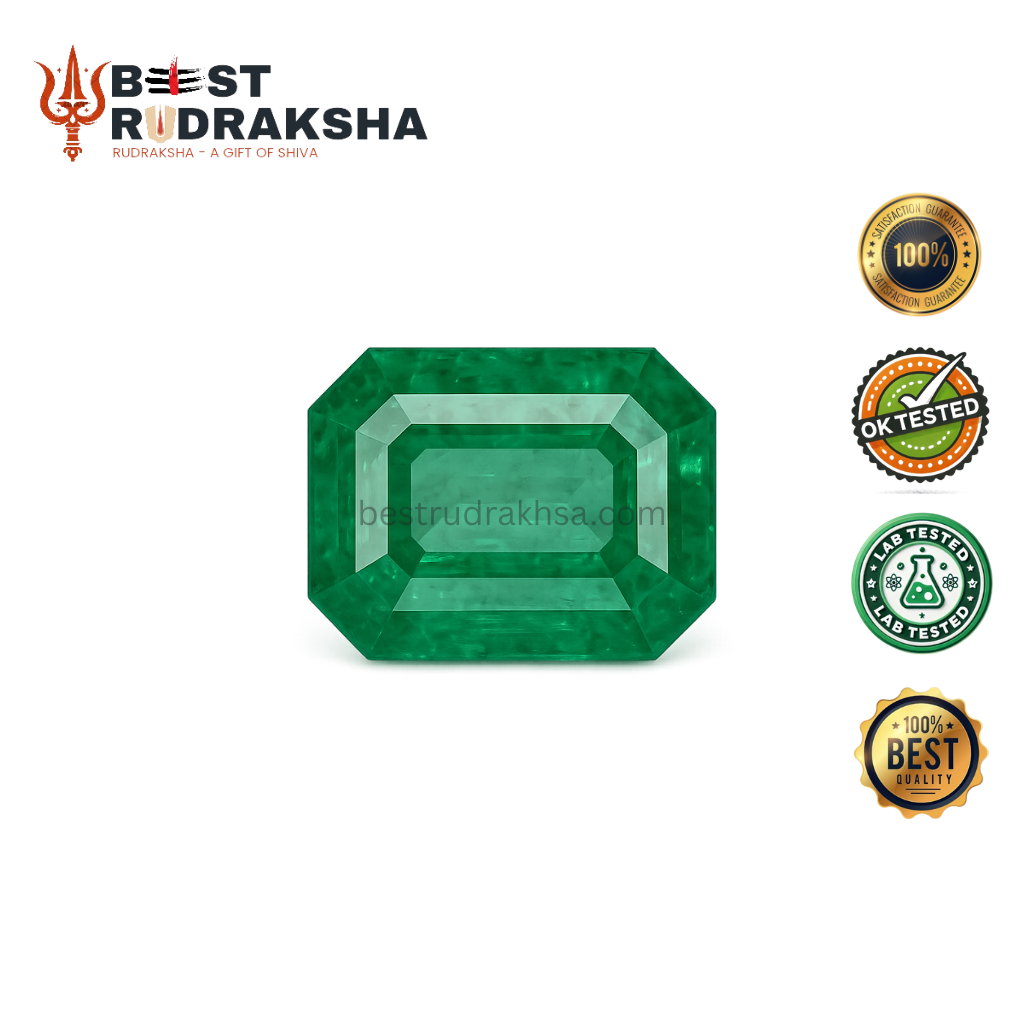 BEST
RUDRAKSHA
RUDRAKSHA - A GIFT OF SHIVA
SATISFACTION GUARANTEE
100%
SATISFACTION GUARANTEE
OK TESTED
bestrudrakhsa.com
LAB TESTED
LAB TESTED
100%
BEST
QUALITY